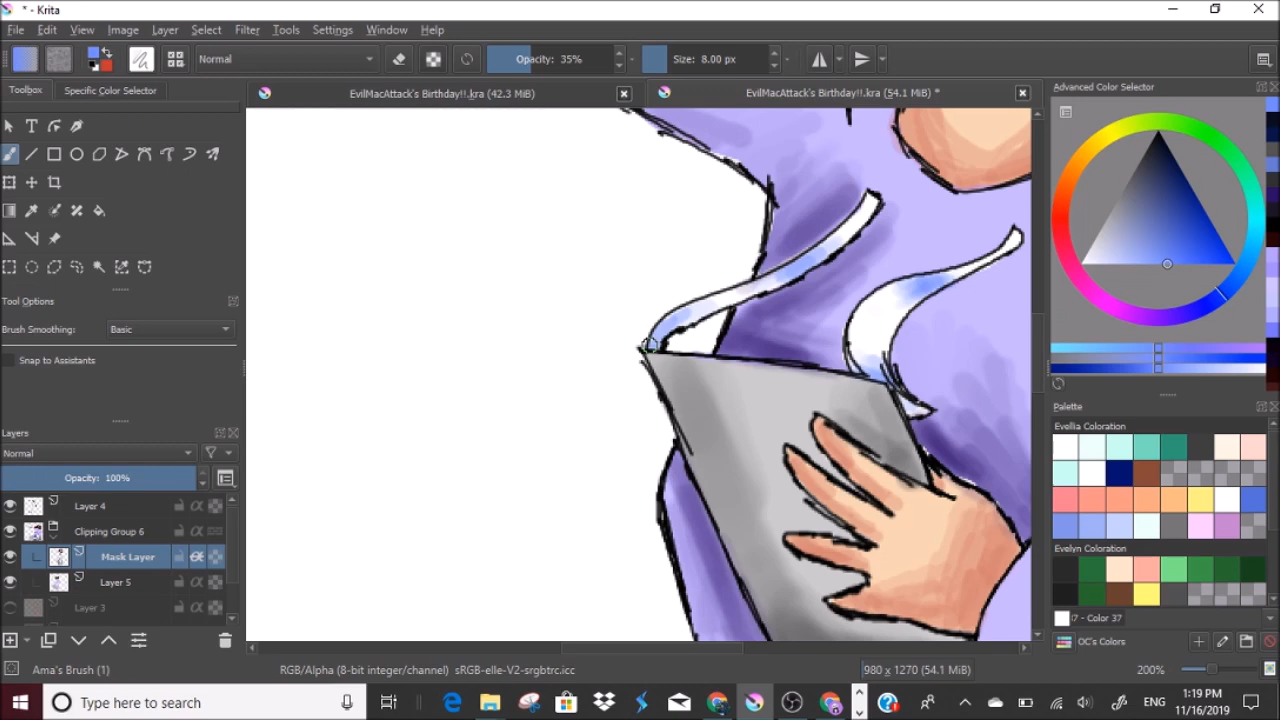 * - Krita
File Edit View Image Layer Select Filter Tools Settings Window Help
Normal Opacity: 35% Size: 8.00 px
Toolbox Specific Color Selector
EvilMacAttack's Birthday!!.kra (42.3 MiB)
EvilMacAttack's Birthday!!.kra (54.1 MiB) *
Advanced Color Selector
Tool Options
Brush Smoothing: Basic
Snap to Assistants
Layers
Normal
Opacity: 100%
Layer 4
Clipping Group 6
Mask Layer
Layer 5
Layer 3
Palette
Evellia Coloration
Evelyn Coloration
i7 - Color 37
OC's Colors
Ama's Brush (1)
RGB/Alpha (8-bit integer/channel) sRGB-elle-V2-srgbtrc.icc
980 x 1270 (54.1 MiB)
200%
Type here to search
ENG
1:19 PM
11/16/2019